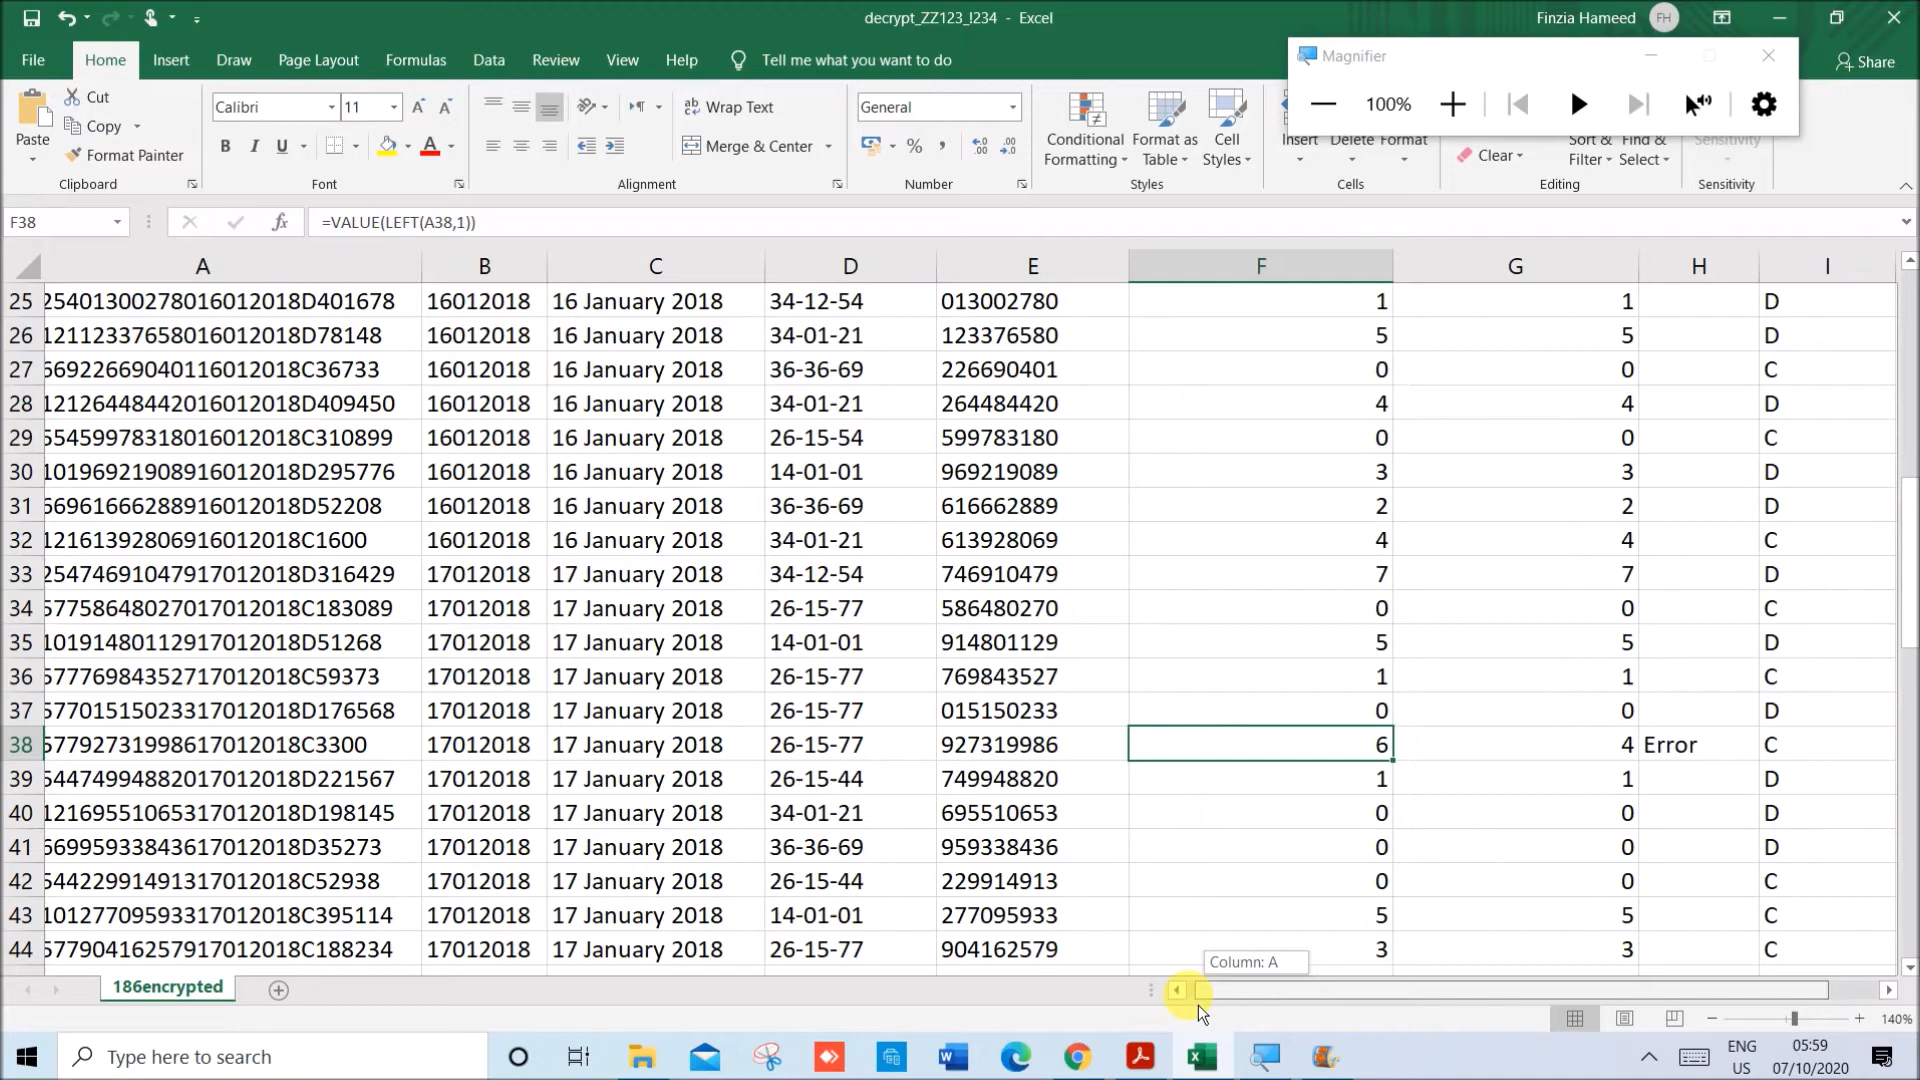 decrypt_ZZ123_!234 - Excel
Finzia Hameed FH
File Home Insert Draw Page Layout Formulas Data Review View Help Tell me what you want to do Share
Magnifier
100%
Paste
Cut
Copy
Format Painter
Clipboard
Calibri 11
B I U
Font
Wrap Text
Merge & Center
Alignment
General
Number
Conditional Formatting
Format as Table
Cell Styles
Styles
Insert Delete Format
Cells
Clear
Sort & Filter
Find & Select
Editing
Sensitivity
Sensitivity
F38 fx =VALUE(LEFT(A38,1))
A B C D E F G H I
25 25401300278016012018D401678 16012018 16 January 2018 34-12-54 013002780 1 1 D
26 12112337658016012018D78148 16012018 16 January 2018 34-01-21 123376580 5 5 D
27 66922669040116012018C36733 16012018 16 January 2018 36-36-69 226690401 0 0 C
28 12126448442016012018D409450 16012018 16 January 2018 34-01-21 264484420 4 4 D
29 55459978318016012018C310899 16012018 16 January 2018 26-15-54 599783180 0 0 C
30 10196921908916012018D295776 16012018 16 January 2018 14-01-01 969219089 3 3 D
31 66961666288916012018D52208 16012018 16 January 2018 36-36-69 616662889 2 2 D
32 12161392806916012018C1600 16012018 16 January 2018 34-01-21 613928069 4 4 C
33 25474691047917012018D316429 17012018 17 January 2018 34-12-54 746910479 7 7 D
34 57758648027017012018C183089 17012018 17 January 2018 26-15-77 586480270 0 0 C
35 10191480112917012018D51268 17012018 17 January 2018 14-01-01 914801129 5 5 D
36 57776984352717012018C59373 17012018 17 January 2018 26-15-77 769843527 1 1 C
37 57701515023317012018D176568 17012018 17 January 2018 26-15-77 015150233 0 0 D
38 57792731998617012018C3300 17012018 17 January 2018 26-15-77 927319986 6 4 Error C
39 54474994882017012018D221567 17012018 17 January 2018 26-15-44 749948820 1 1 D
40 12169551065317012018D198145 17012018 17 January 2018 34-01-21 695510653 0 0 D
41 66995933843617012018D35273 17012018 17 January 2018 36-36-69 959338436 0 0 D
42 54422991491317012018C52938 17012018 17 January 2018 26-15-44 229914913 0 0 C
43 10127709593317012018C395114 17012018 17 January 2018 14-01-01 277095933 5 5 C
44 57790416257917012018C188234 17012018 17 January 2018 26-15-77 904162579 3 3 C
Column: A
186encrypted
140%
Type here to search
ENG
US
05:59
07/10/2020